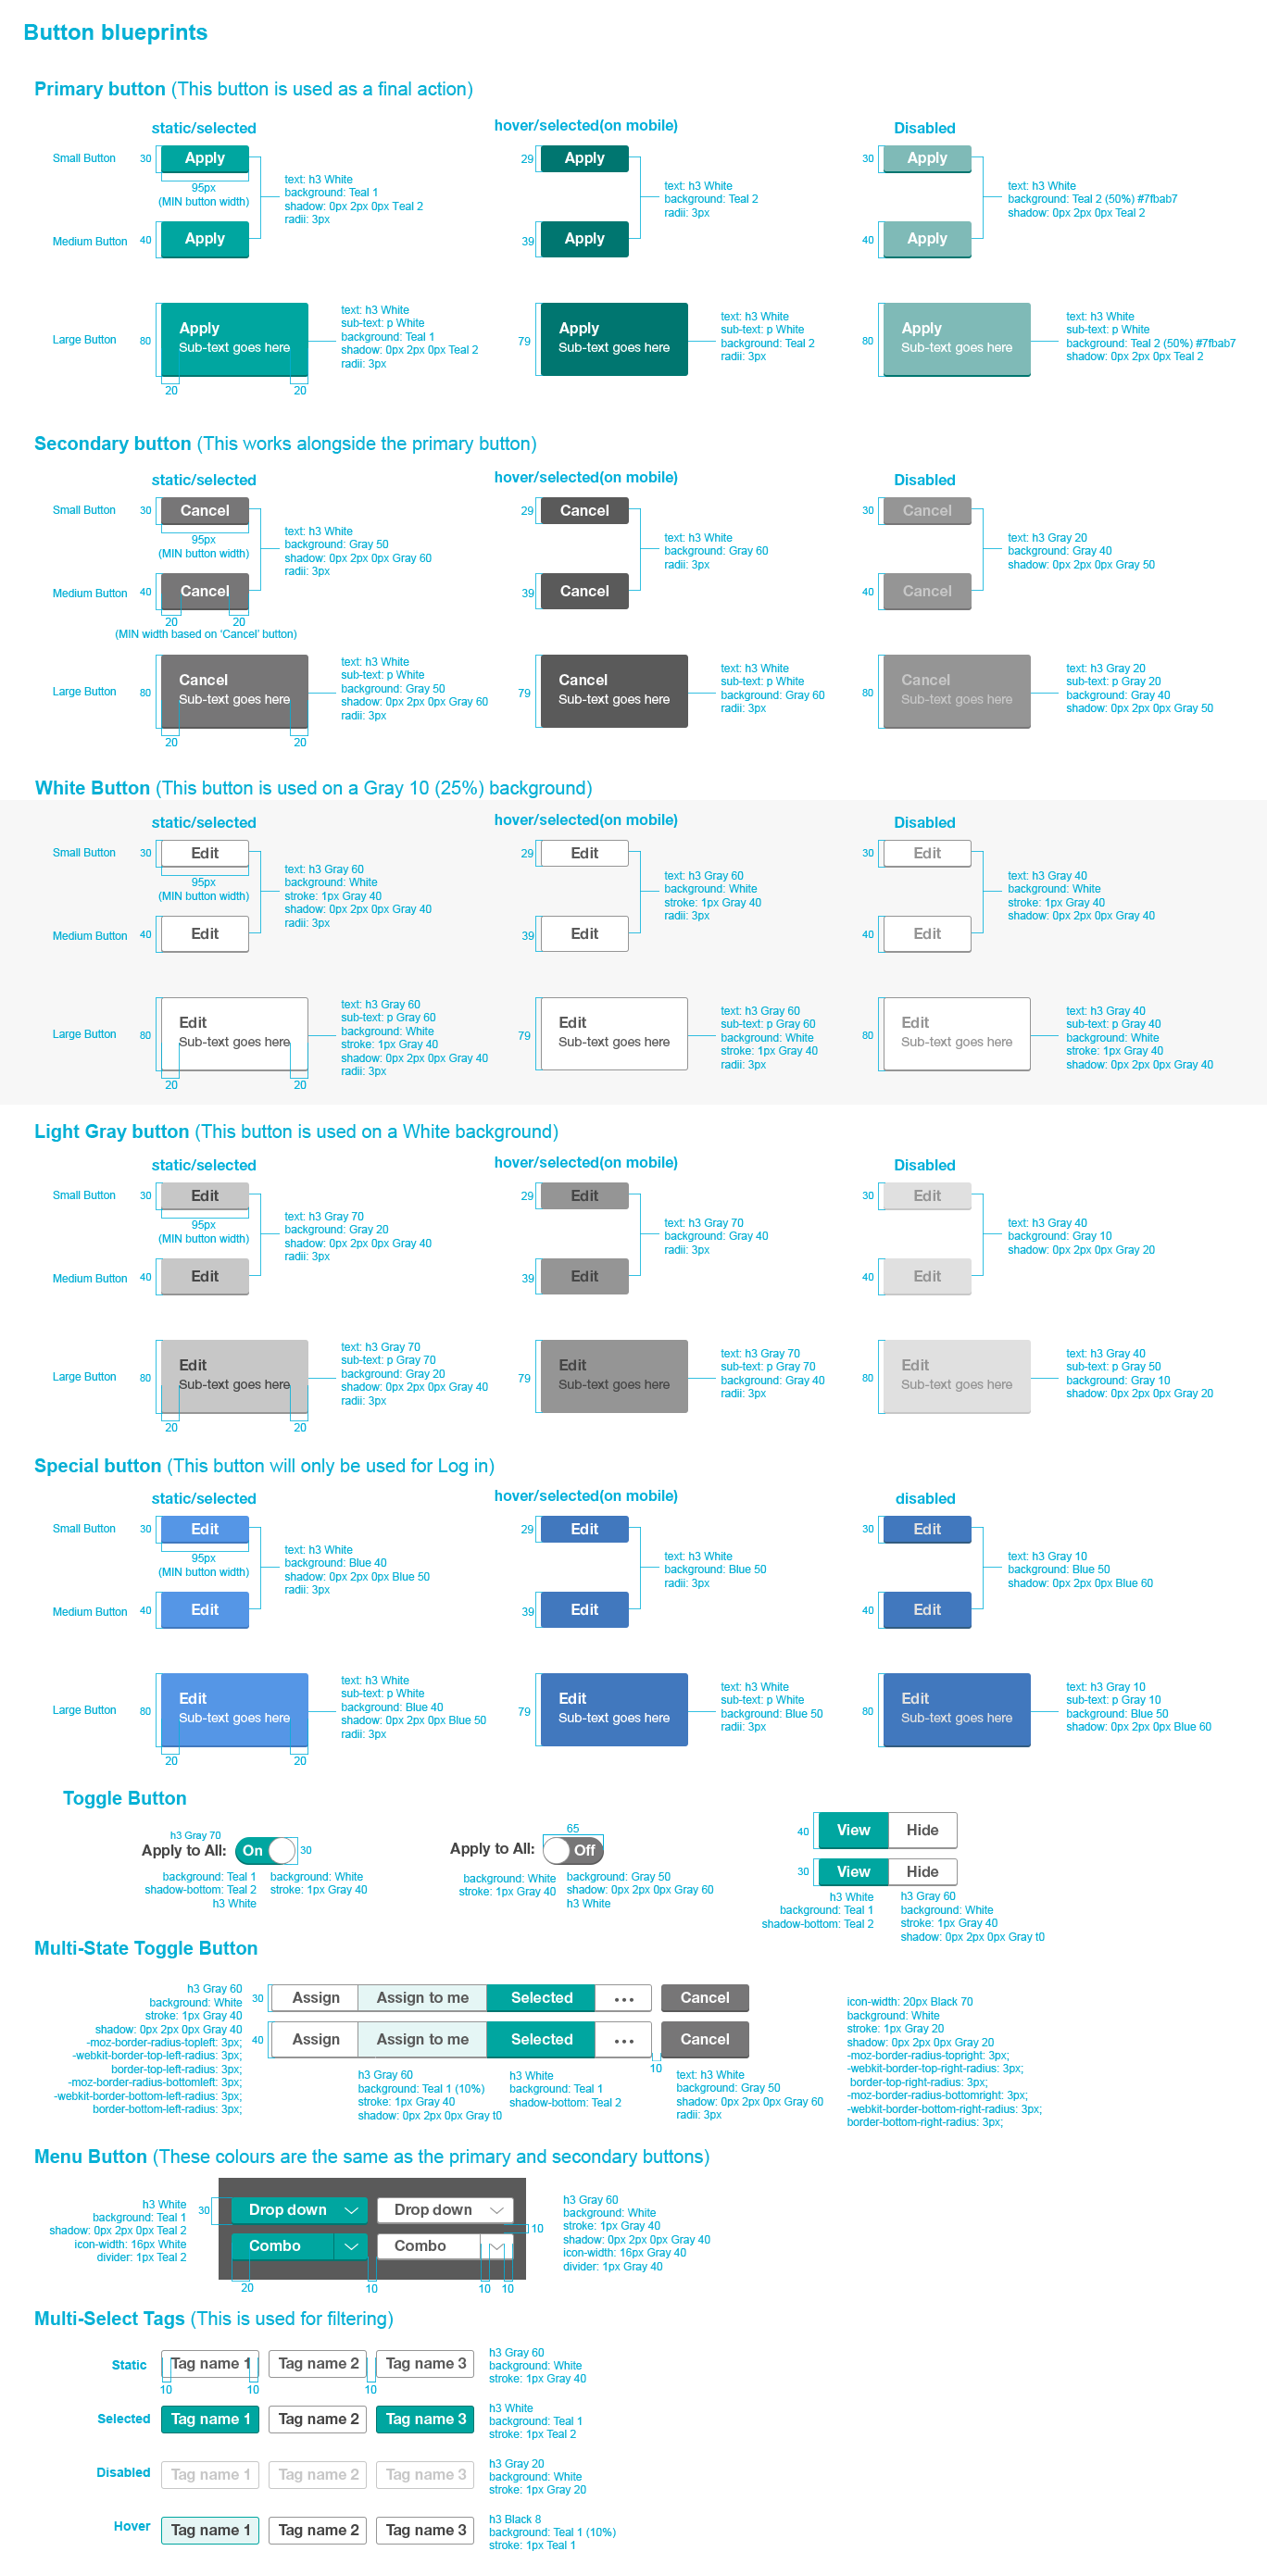 Button blueprints
Primary button (This button is used as a final action)
static/selected
hover/selected(on mobile)
Disabled
Small Button
30
Apply
95px
(MIN button width)
Medium Button
40
Apply
text: h3 White
background: Teal 1
shadow: 0px 2px 0px Teal 2
radii: 3px
29
Apply
39
Apply
text: h3 White
background: Teal 2
radii: 3px
30
Apply
40
Apply
text: h3 White
background: Teal 2 (50%) #7fbab7
shadow: 0px 2px 0px Teal 2
Large Button
80
Apply
Sub-text goes here
20
20
text: h3 White
sub-text: p White
background: Teal 1
shadow: 0px 2px 0px Teal 2
radii: 3px
79
Apply
Sub-text goes here
text: h3 White
sub-text: p White
background: Teal 2
radii: 3px
80
Apply
Sub-text goes here
text: h3 White
sub-text: p White
background: Teal 2 (50%) #7fbab7
shadow: 0px 2px 0px Teal 2
Secondary button (This works alongside the primary button)
static/selected
hover/selected(on mobile)
Disabled
Small Button
30
Cancel
95px
(MIN button width)
Medium Button
40
Cancel
20
20
(MIN width based on 'Cancel' button)
text: h3 White
background: Gray 50
shadow: 0px 2px 0px Gray 60
radii: 3px
29
Cancel
39
Cancel
text: h3 White
background: Gray 60
radii: 3px
30
Cancel
40
Cancel
text: h3 Gray 20
background: Gray 40
shadow: 0px 2px 0px Gray 50
Large Button
80
Cancel
Sub-text goes here
20
20
text: h3 White
sub-text: p White
background: Gray 50
shadow: 0px 2px 0px Gray 60
radii: 3px
79
Cancel
Sub-text goes here
text: h3 White
sub-text: p White
background: Gray 60
radii: 3px
80
Cancel
Sub-text goes here
text: h3 Gray 20
sub-text: p Gray 20
background: Gray 40
shadow: 0px 2px 0px Gray 50
White Button (This button is used on a Gray 10 (25%) background)
static/selected
hover/selected(on mobile)
Disabled
Small Button
30
Edit
95px
(MIN button width)
Medium Button
40
Edit
text: h3 Gray 60
background: White
stroke: 1px Gray 40
shadow: 0px 2px 0px Gray 40
radii: 3px
29
Edit
39
Edit
text: h3 Gray 60
background: White
stroke: 1px Gray 40
radii: 3px
30
Edit
40
Edit
text: h3 Gray 40
background: White
stroke: 1px Gray 40
shadow: 0px 2px 0px Gray 40
Large Button
80
Edit
Sub-text goes here
20
20
text: h3 Gray 60
sub-text: p Gray 60
background: White
stroke: 1px Gray 40
shadow: 0px 2px 0px Gray 40
radii: 3px
79
Edit
Sub-text goes here
text: h3 Gray 60
sub-text: p Gray 60
background: White
stroke: 1px Gray 40
radii: 3px
80
Edit
Sub-text goes here
text: h3 Gray 40
sub-text: p Gray 40
background: White
stroke: 1px Gray 40
shadow: 0px 2px 0px Gray 40
Light Gray button (This button is used on a White background)
static/selected
hover/selected(on mobile)
Disabled
Small Button
30
Edit
95px
(MIN button width)
Medium Button
40
Edit
text: h3 Gray 70
background: Gray 20
shadow: 0px 2px 0px Gray 40
radii: 3px
29
Edit
39
Edit
text: h3 Gray 70
background: Gray 40
radii: 3px
30
Edit
40
Edit
text: h3 Gray 40
background: Gray 10
shadow: 0px 2px 0px Gray 20
Large Button
80
Edit
Sub-text goes here
20
20
text: h3 Gray 70
sub-text: p Gray 70
background: Gray 20
shadow: 0px 2px 0px Gray 40
radii: 3px
79
Edit
Sub-text goes here
text: h3 Gray 70
sub-text: p Gray 70
background: Gray 40
radii: 3px
80
Edit
Sub-text goes here
text: h3 Gray 40
sub-text: p Gray 50
background: Gray 10
shadow: 0px 2px 0px Gray 20
Special button (This button will only be used for Log in)
static/selected
hover/selected(on mobile)
disabled
Small Button
30
Edit
95px
(MIN button width)
Medium Button
40
Edit
text: h3 White
background: Blue 40
shadow: 0px 2px 0px Blue 50
radii: 3px
29
Edit
39
Edit
text: h3 White
background: Blue 50
radii: 3px
30
Edit
40
Edit
text: h3 Gray 10
background: Blue 50
shadow: 0px 2px 0px Blue 60
Large Button
80
Edit
Sub-text goes here
20
20
text: h3 White
sub-text: p White
background: Blue 40
shadow: 0px 2px 0px Blue 50
radii: 3px
79
Edit
Sub-text goes here
text: h3 White
sub-text: p White
background: Blue 50
radii: 3px
80
Edit
Sub-text goes here
text: h3 Gray 10
sub-text: p Gray 10
background: Blue 50
shadow: 0px 2px 0px Blue 60
Toggle Button
h3 Gray 70
Apply to All: On
30
background: Teal 1
shadow-bottom: Teal 2
h3 White
background: White
stroke: 1px Gray 40
65
Apply to All: Off
background: White
stroke: 1px Gray 40
background: Gray 50
shadow: 0px 2px 0px Gray 60
h3 White
40
View Hide
30
View Hide
h3 White
background: Teal 1
shadow-bottom: Teal 2
h3 Gray 60
background: White
stroke: 1px Gray 40
shadow: 0px 2px 0px Gray t0
Multi-State Toggle Button
h3 Gray 60
background: White
stroke: 1px Gray 40
shadow: 0px 2px 0px Gray 40
-moz-border-radius-topleft: 3px;
-webkit-border-top-left-radius: 3px;
border-top-left-radius: 3px;
-moz-border-radius-bottomleft: 3px;
-webkit-border-bottom-left-radius: 3px;
border-bottom-left-radius: 3px;
30
Assign Assign to me Selected ... Cancel
40
Assign Assign to me Selected ... Cancel
10
h3 Gray 60
background: Teal 1 (10%)
stroke: 1px Gray 40
shadow: 0px 2px 0px Gray t0
h3 White
background: Teal 1
shadow-bottom: Teal 2
text: h3 White
background: Gray 50
shadow: 0px 2px 0px Gray 60
radii: 3px
icon-width: 20px Black 70
background: White
stroke: 1px Gray 20
shadow: 0px 2px 0px Gray 20
-moz-border-radius-topright: 3px;
-webkit-border-top-right-radius: 3px;
border-top-right-radius: 3px;
-moz-border-radius-bottomright: 3px;
-webkit-border-bottom-right-radius: 3px;
border-bottom-right-radius: 3px;
Menu Button (These colours are the same as the primary and secondary buttons)
h3 White
background: Teal 1
shadow: 0px 2px 0px Teal 2
icon-width: 16px White
divider: 1px Teal 2
30
Drop down
Drop down
Combo
Combo
10
20
10
10
10
h3 Gray 60
background: White
stroke: 1px Gray 40
shadow: 0px 2px 0px Gray 40
icon-width: 16px Gray 40
divider: 1px Gray 40
Multi-Select Tags (This is used for filtering)
Static
Tag name 1
Tag name 2
Tag name 3
10
10
10
h3 Gray 60
background: White
stroke: 1px Gray 40
Selected
Tag name 1
Tag name 2
Tag name 3
h3 White
background: Teal 1
stroke: 1px Teal 2
Disabled
Tag name 1
Tag name 2
Tag name 3
h3 Gray 20
background: White
stroke: 1px Gray 20
Hover
Tag name 1
Tag name 2
Tag name 3
h3 Black 8
background: Teal 1 (10%)
stroke: 1px Teal 1